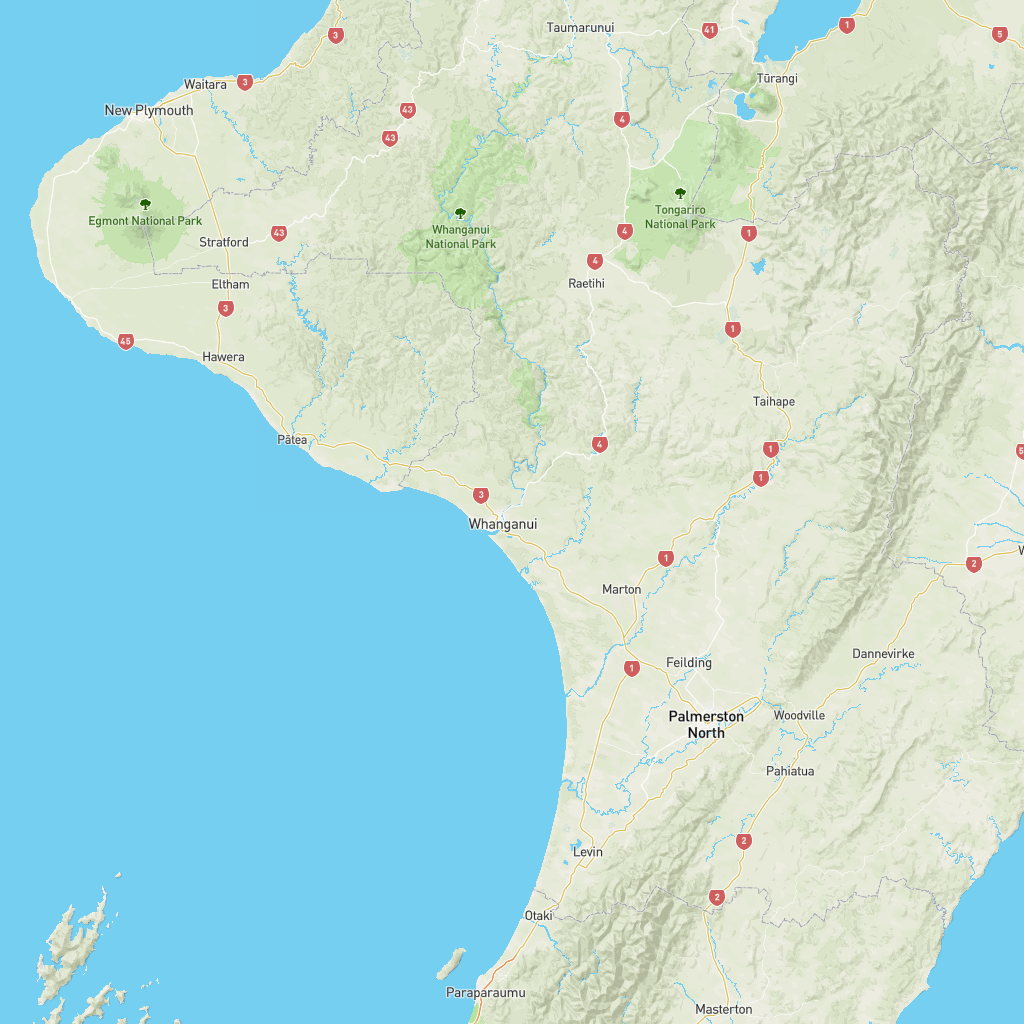 Taumarunui
3
41
1
5
Tūrangi
Waitara
3
New Plymouth
43
4
43
Egmont National Park
Tongariro
National Park
Whanganui
National Park
Stratford
43
4
1
4
Eltham
Raetihi
3
45
1
Hawera
Taihape
Pātea
4
1
5
1
3
Whanganui
1
2
Marton
Dannevirke
Feilding
1
Palmerston
North
Woodville
Pahiatua
2
Levin
2
Otaki
Paraparaumu
Masterton